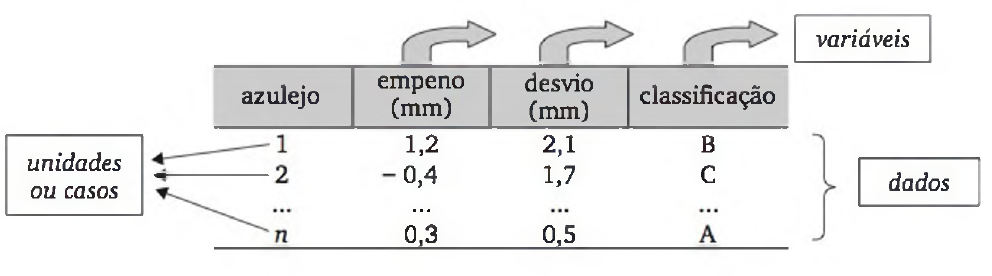 variáveis
azulejo empeno (mm) desvio (mm) classificação
1 1,2 2,1 B
2 – 0,4 1,7 C
... ... ... ...
n 0,3 0,5 A
unidades
ou casos
dados